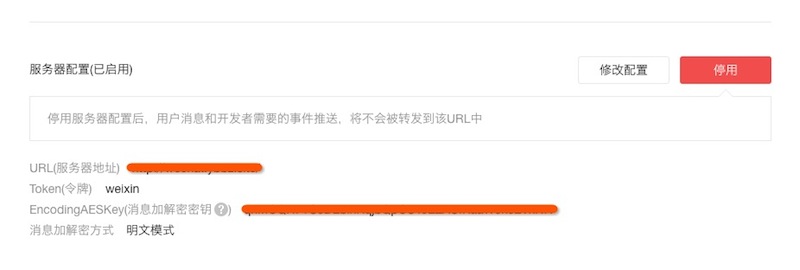 服务器配置(已启用)
修改配置
停用
停用服务器配置后，用户消息和开发者需要的事件推送，将不会被转发到该URL中
URL(服务器地址)
Token(令牌) weixin
EncodingAESKey(消息加解密密钥 ?)
消息加解密方式 明文模式